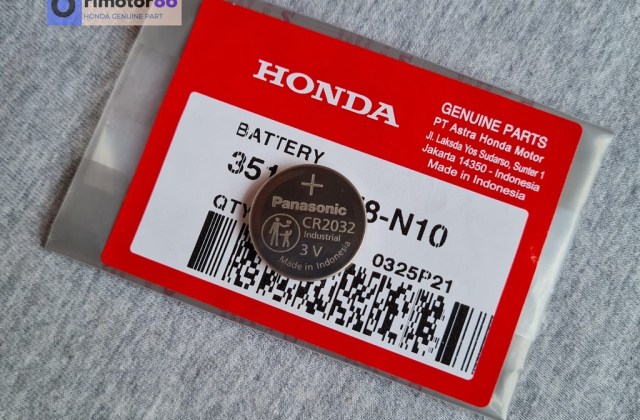 rimotor86
HONDA GENUINE PART
HONDA
GENUINE PARTS
PT Astra Honda Motor
Jl. Laksda Yos Sudarso, Sunter 1
Jakarta 14350 - Indonesia
Made in Indonesia
BATTERY
351
8-N10
QTY
0325P21
+
Panasonic
CR2032
Industrial
3 V
Made in Indonesia